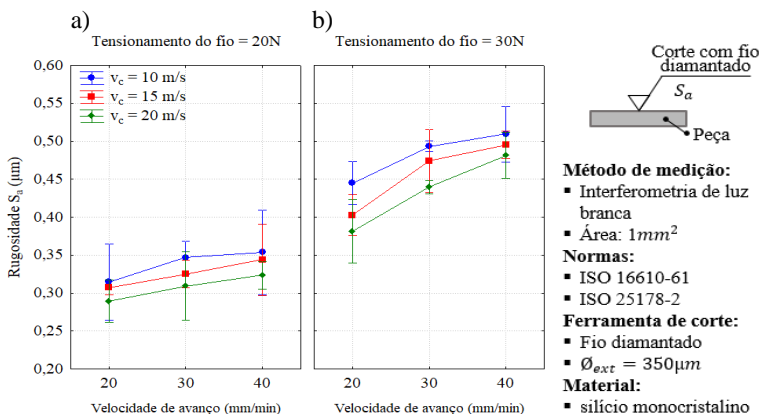 a)
b)
Tensionamento do fio = 20N
Tensionamento do fio = 30N
Rugosidade Sa (µm)
0,60
0,55
0,50
0,45
0,40
0,35
0,30
0,25
0,20
vc = 10 m/s
vc = 15 m/s
vc = 20 m/s
20 30 40
20 30 40
Velocidade de avanço (mm/min)
Velocidade de avanço (mm/min)
Corte com fio
diamantado
Sa
Peça
Método de medição:
▪ Interferometria de luz
branca
▪ Área: 1mm²
Normas:
▪ ISO 16610-61
▪ ISO 25178-2
Ferramenta de corte:
▪ Fio diamantado
▪ Øext = 350µm
Material:
▪ silício monocristalino